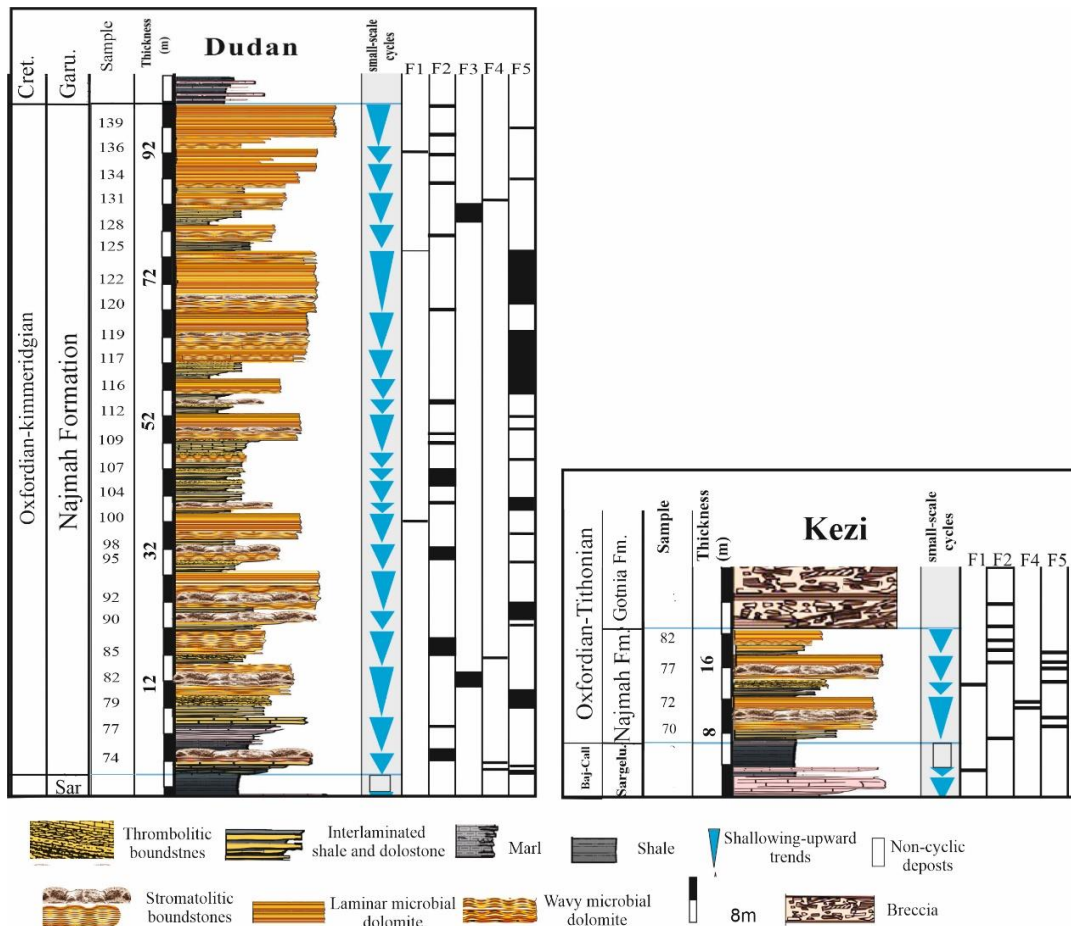 Cret.
Garu.
Sample
Thickness
(m)
Dudan
small-scale
cycles
F1 F2 F3 F4 F5
Oxfordian-kimmeridgian
Najmah Formation
Sar
139
136
134
131
128
125
122
120
119
117
116
112
109
107
104
100
98
95
92
90
85
82
79
77
74
92
72
52
32
12
Oxfordian-Tithonian
Baj-Call
Gotnia Fm.
Najmah Fm.
Sargelu.
Sample
Thickness
(m)
Kezi
small-scale
cycles
F1 F2 F4 F5
82
77
72
70
16
8
Thrombolitic
boundstnes
Interlaminated
shale and dolostone
Marl
Shale
Shallowing-upward
trends
Non-cyclic
deposts
Stromatolitic
boundstones
Laminar microbial
dolomite
Wavy microbial
dolomite
8m
Breccia